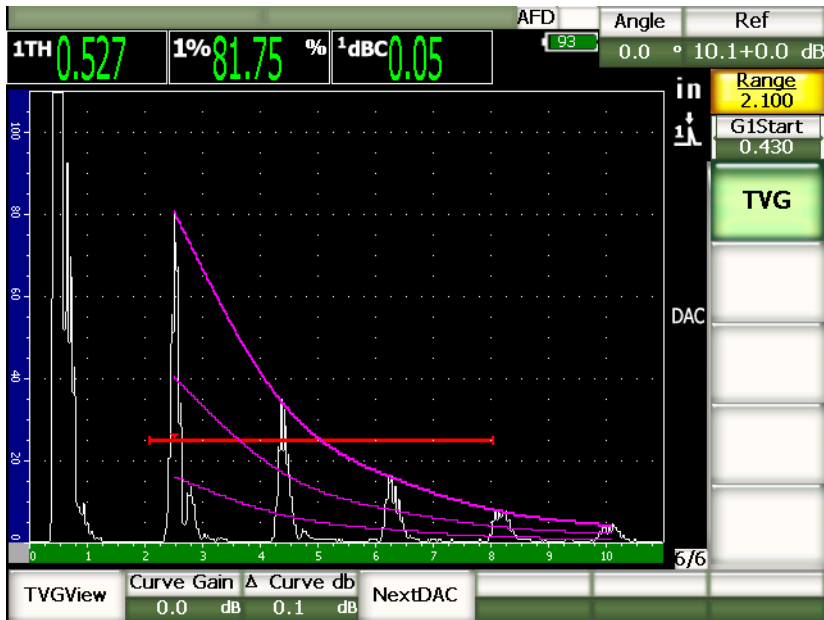 AFD
Angle
Ref
1TH 0.527
1% 81.75 %
1dBC 0.05
93
0.0 °
10.1+0.0 dB
in
Range
2.100
1
G1Start
0.430
TVG
DAC
100
80
60
40
20
0
0 1 2 3 4 5 6 7 8 9 10
6/6
TVGView
Curve Gain
0.0 dB
Δ Curve db
0.1 dB
NextDAC